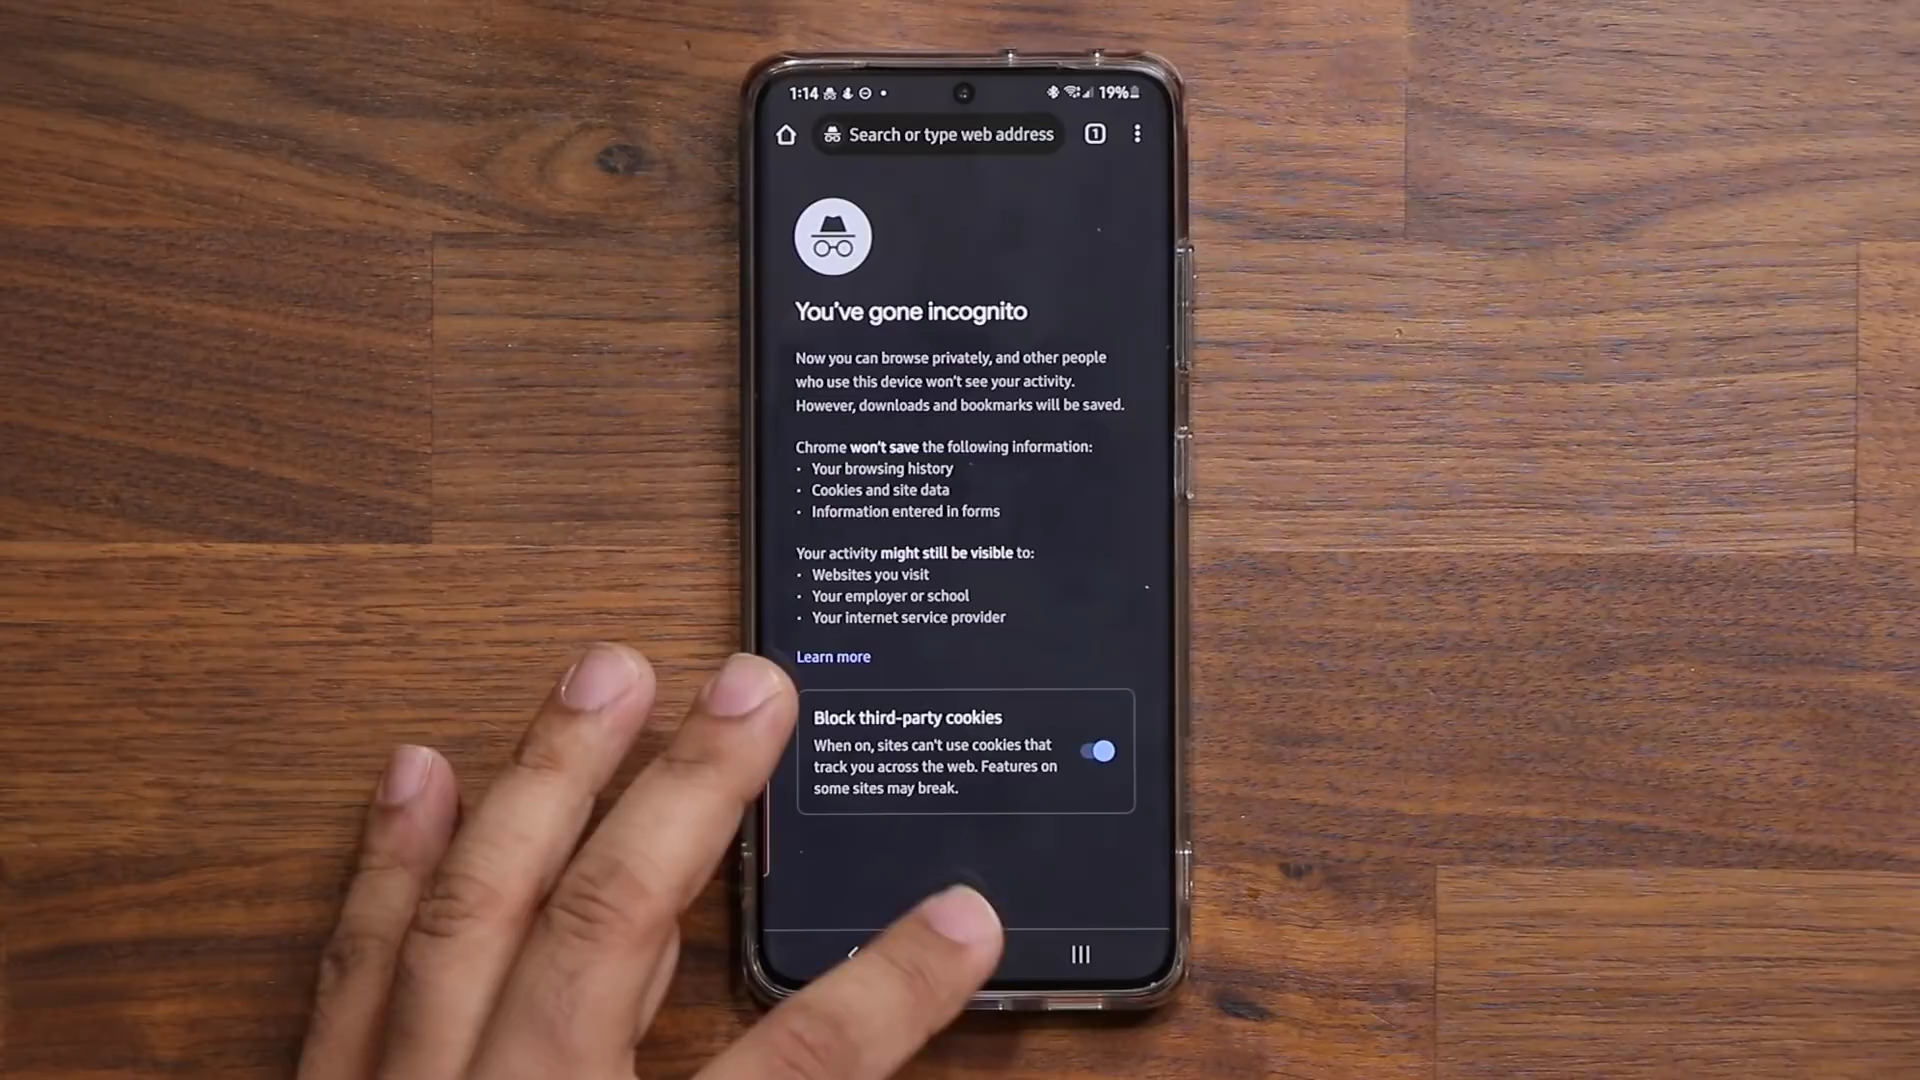 1:14 19%
Search or type web address 1
You've gone incognito
Now you can browse privately, and other people
who use this device won't see your activity.
However, downloads and bookmarks will be saved.
Chrome won't save the following information:
• Your browsing history
• Cookies and site data
• Information entered in forms
Your activity might still be visible to:
• Websites you visit
• Your employer or school
• Your internet service provider
Learn more
Block third-party cookies
When on, sites can't use cookies that
track you across the web. Features on
some sites may break.